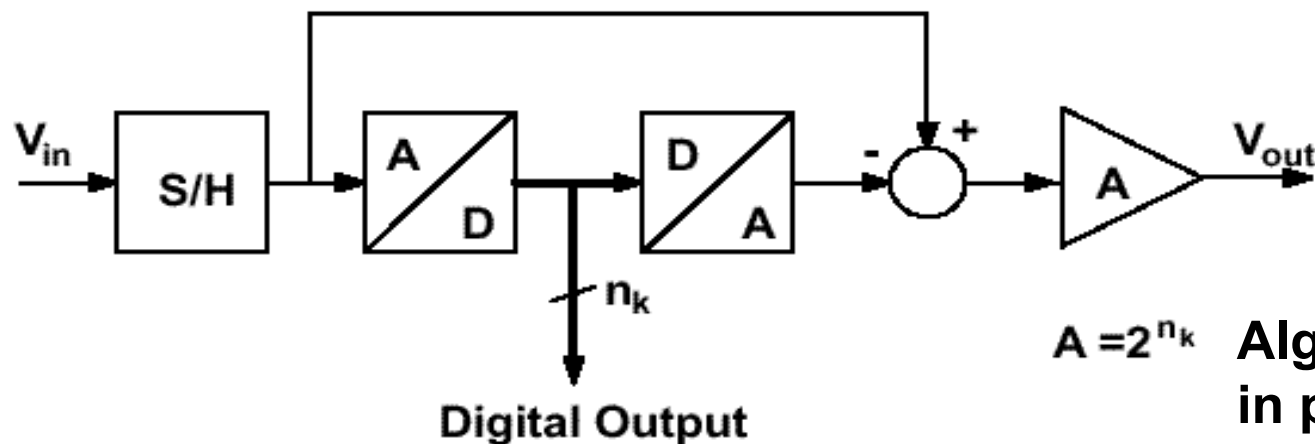 V_in
S/H
A
D
D
A
-
+
A
V_out
n_k
A =2^{n_k}
Alg
in p
Digital Output